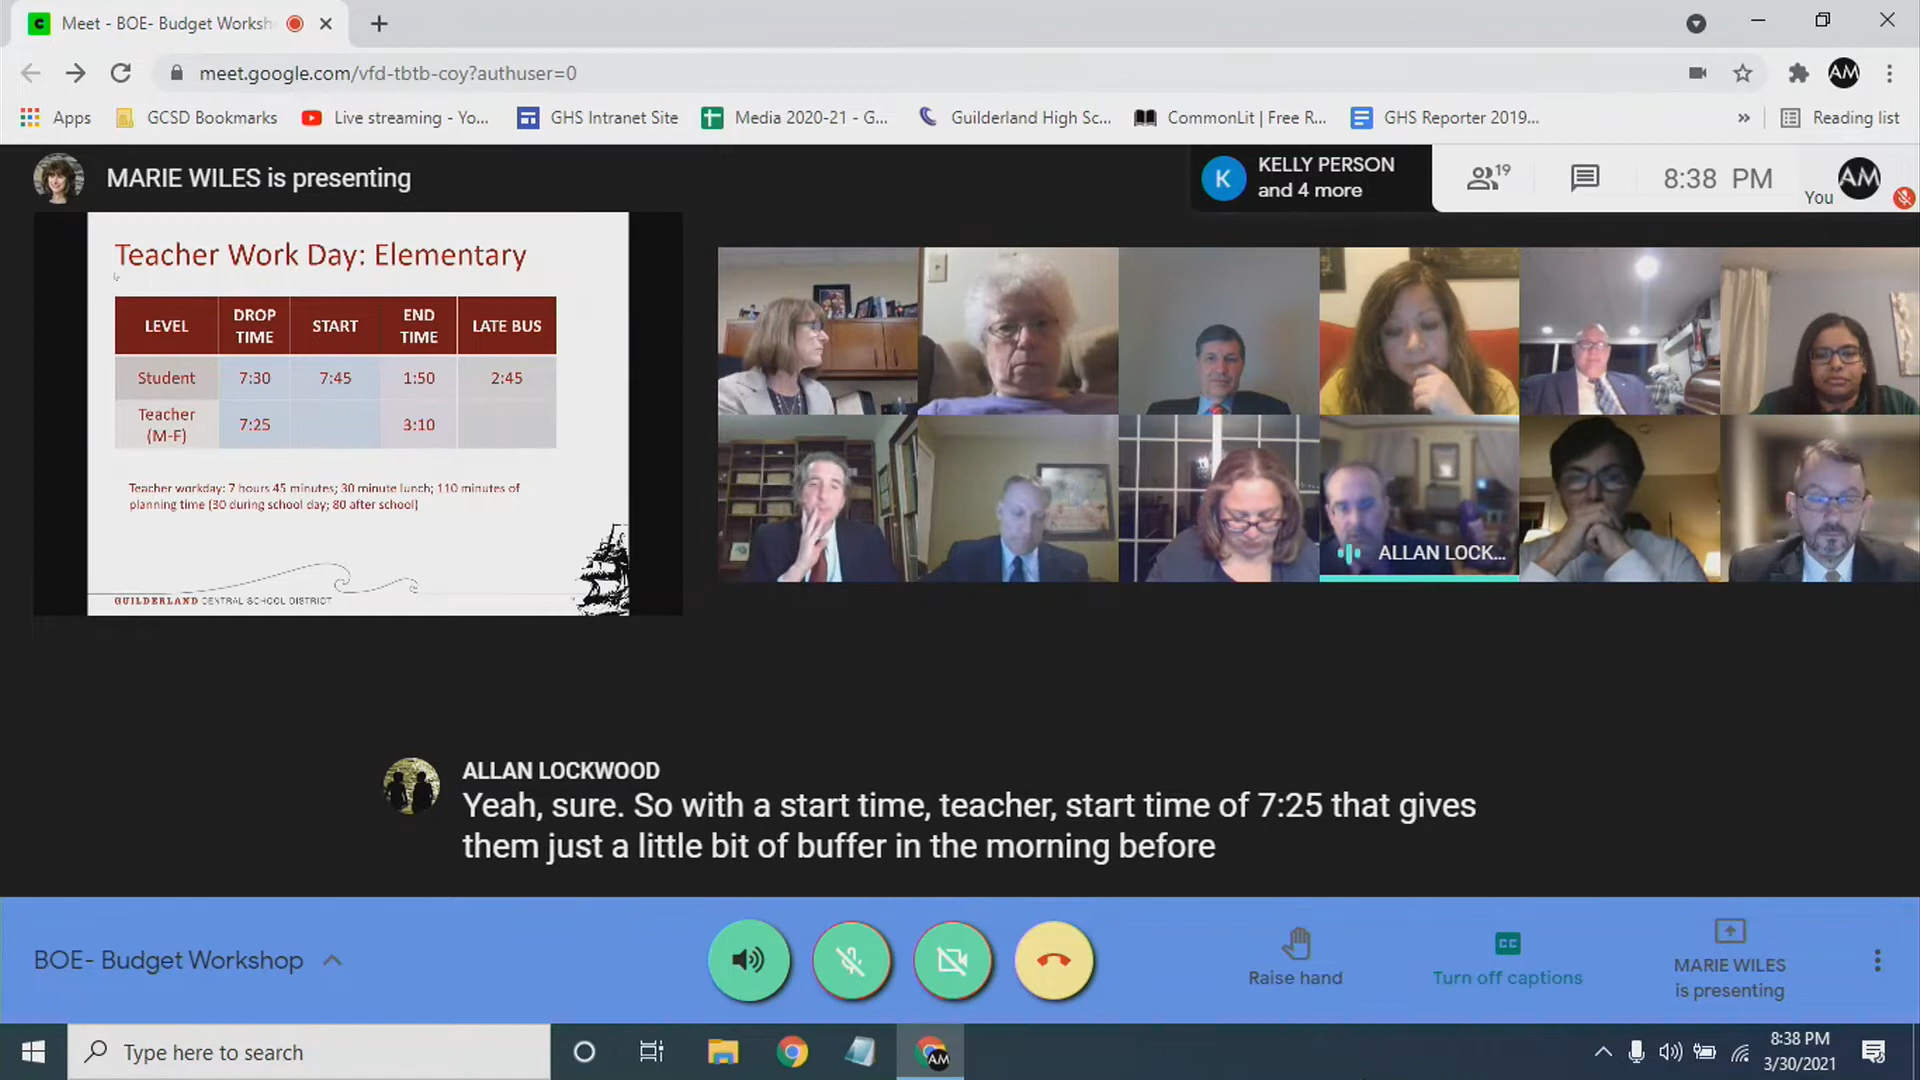 Meet - BOE- Budget Worksh
meet.google.com/vfd-tbtb-coy?authuser=0
AM
Apps
GCSD Bookmarks
Live streaming - Yo...
GHS Intranet Site
Media 2020-21 - G...
Guilderland High Sc...
CommonLit | Free R...
GHS Reporter 2019...
»
Reading list
MARIE WILES is presenting
K
KELLY PERSON
and 4 more
19
8:38 PM
You
AM
Teacher Work Day: Elementary
LEVEL DROP TIME START END TIME LATE BUS
Student 7:30 7:45 1:50 2:45
Teacher (M-F) 7:25 3:10
Teacher workday: 7 hours 45 minutes; 30 minute lunch; 110 minutes of
planning time (30 during school day; 80 after school)
GUILDERLAND CENTRAL SCHOOL DISTRICT
ALLAN LOCK...
ALLAN LOCKWOOD
Yeah, sure. So with a start time, teacher, start time of 7:25 that gives
them just a little bit of buffer in the morning before
BOE- Budget Workshop
Raise hand
CC
Turn off captions
MARIE WILES
is presenting
Type here to search
AM
8:38 PM
3/30/2021